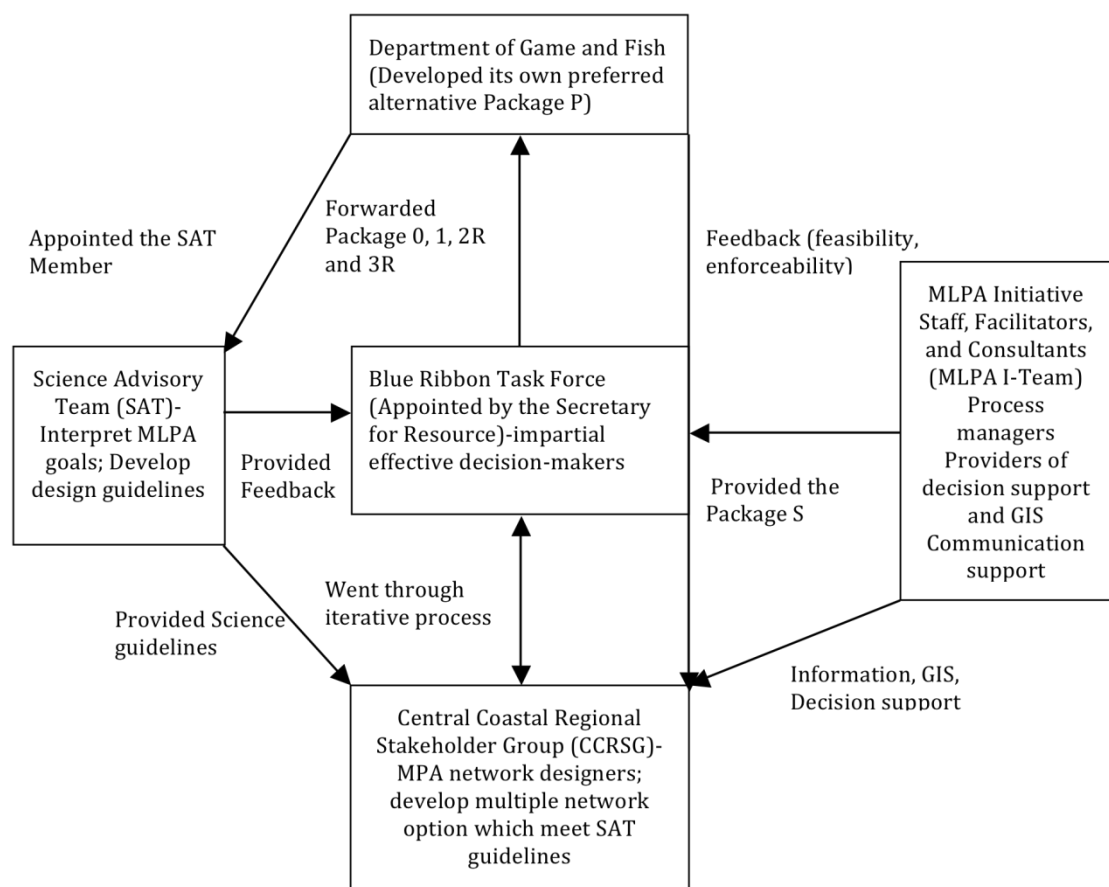 Department of Game and Fish
(Developed its own preferred
alternative Package P)
Forwarded
Package 0, 1, 2R
and 3R
Appointed the SAT
Member
Feedback (feasibility,
enforceability)
MLPA Initiative
Staff, Facilitators,
and Consultants
(MLPA I-Team)
Process
managers
Providers of
decision support
and GIS
Communication
support
Science Advisory
Team (SAT)-
Interpret MLPA
goals; Develop
design guidelines
Blue Ribbon Task Force
(Appointed by the Secretary
for Resource)-impartial
effective decision-makers
Provided
Feedback
Provided the
Package S
Went through
iterative process
Provided Science
guidelines
Information, GIS,
Decision support
Central Coastal Regional
Stakeholder Group (CCRSG)-
MPA network designers;
develop multiple network
option which meet SAT
guidelines